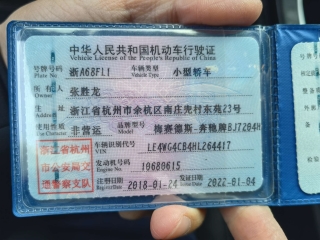 中华人民共和国机动车行驶证
Vehicle License of the People's Republic of China
号牌号码 浙A68FL1 车辆类型 小型轿车
Plate No. Vehicle Type
所有人 张胜龙
Owner
住址 浙江省杭州市余杭区南庄兜村东苑23号
Address
使用性质 非营运 品牌型号 梅赛德斯-奔驰牌BJ7204H
Use Character Model
浙江省杭州 车辆识别代号 LE4WG4CB4HL264417
VIN
市公安局交 发动机号码 10680615
Engine No.
通警察支队 注册日期 2018-01-24 发证日期 2022-01-04
Register Date Issue Date